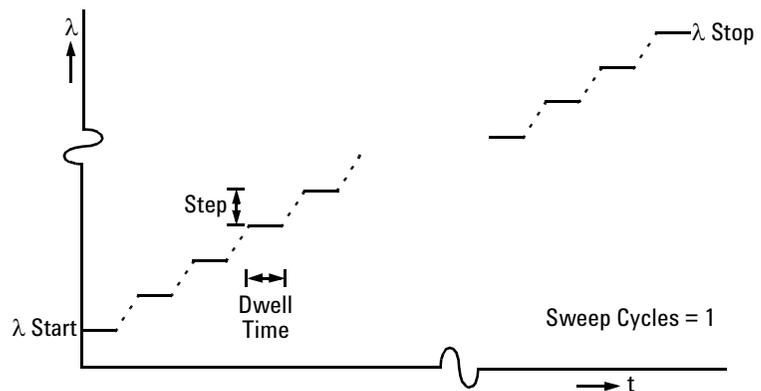 λ
λ Stop
Step
Dwell
Time
λ Start
Sweep Cycles = 1
t